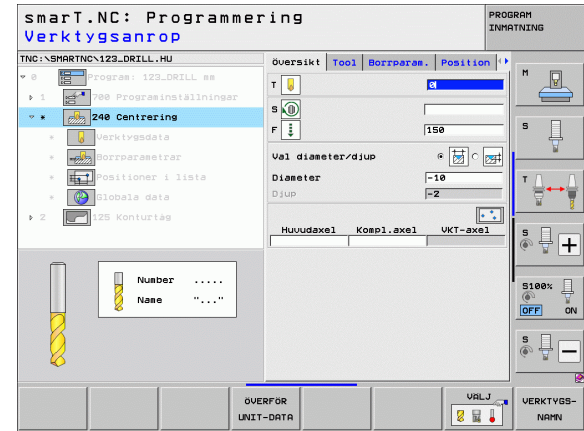 smarT.NC: Programmering
Verktygsanrop
PROGRAM
INMATNING
TNC:\SMARTNC\123_DRILL.HU
0 Program: 123_DRILL mm
1 700 Programinställningar
* 240 Centrering
* Verktygsdata
* Borrparametrar
* Positioner i lista
* Globala data
2 125 Konturtåg
Översikt Tool Borrparam. Position
T 0
S
F 150
Val diameter/djup
Diameter -10
Djup -2
Huvudaxel Kompl.axel VKT-axel
Number .....
Name "..."
M
S
T
S
S100%
OFF ON
S
ÖVERFÖR
UNIT-DATA
VÄLJ
VERKTYGS-
NAMN